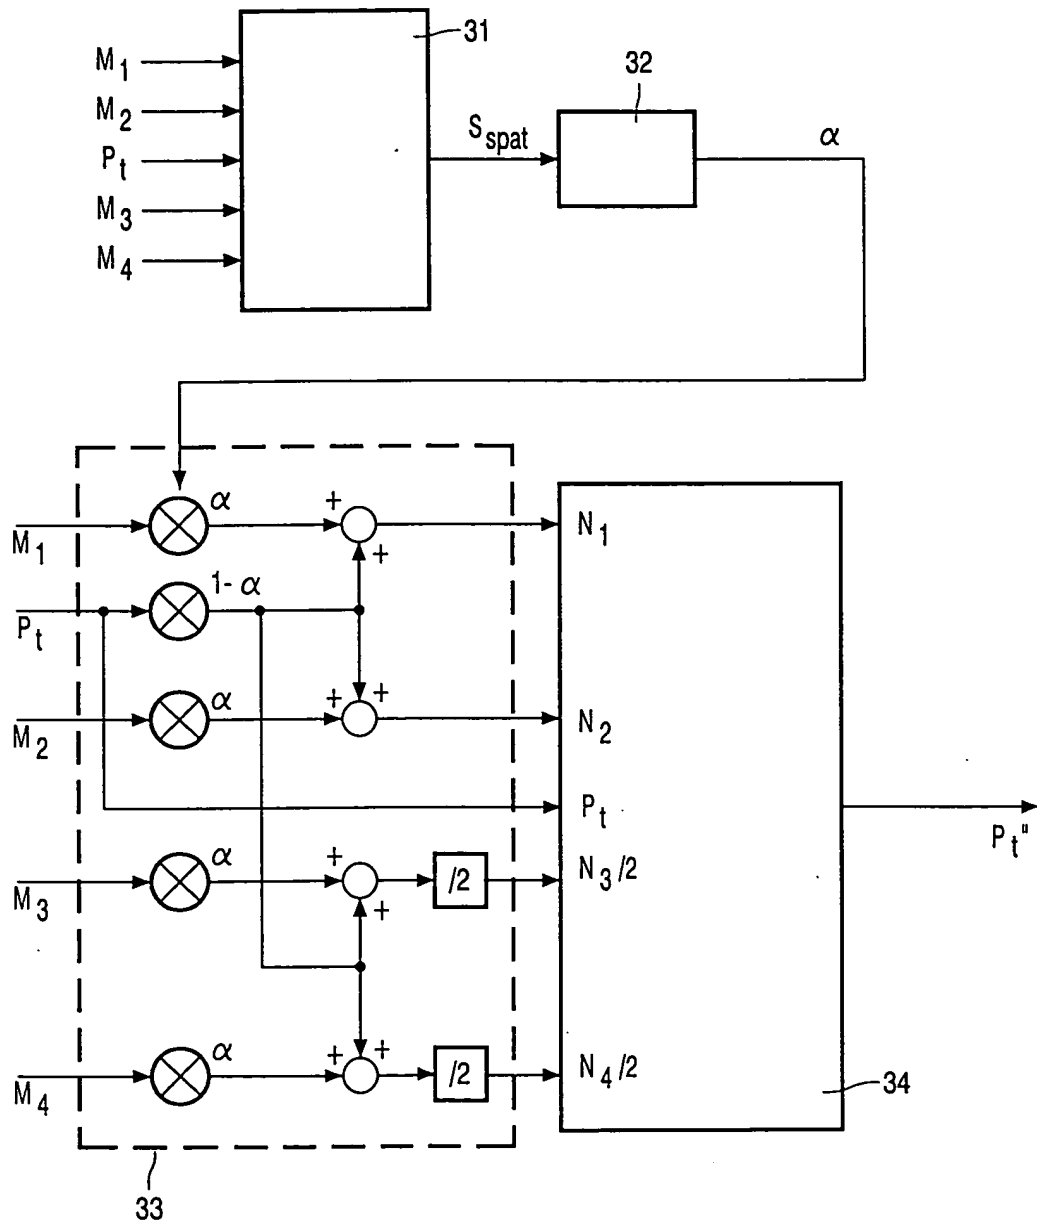 31
M1
M2
Pt
M3
M4
Sspat
32
α
α
+
M1
+
N1
1-α
Pt
α
+
+
M2
N2
Pt
Pt"
α
+
/2
N3/2
M3
+
α
+
+
/2
N4/2
M4
34
33